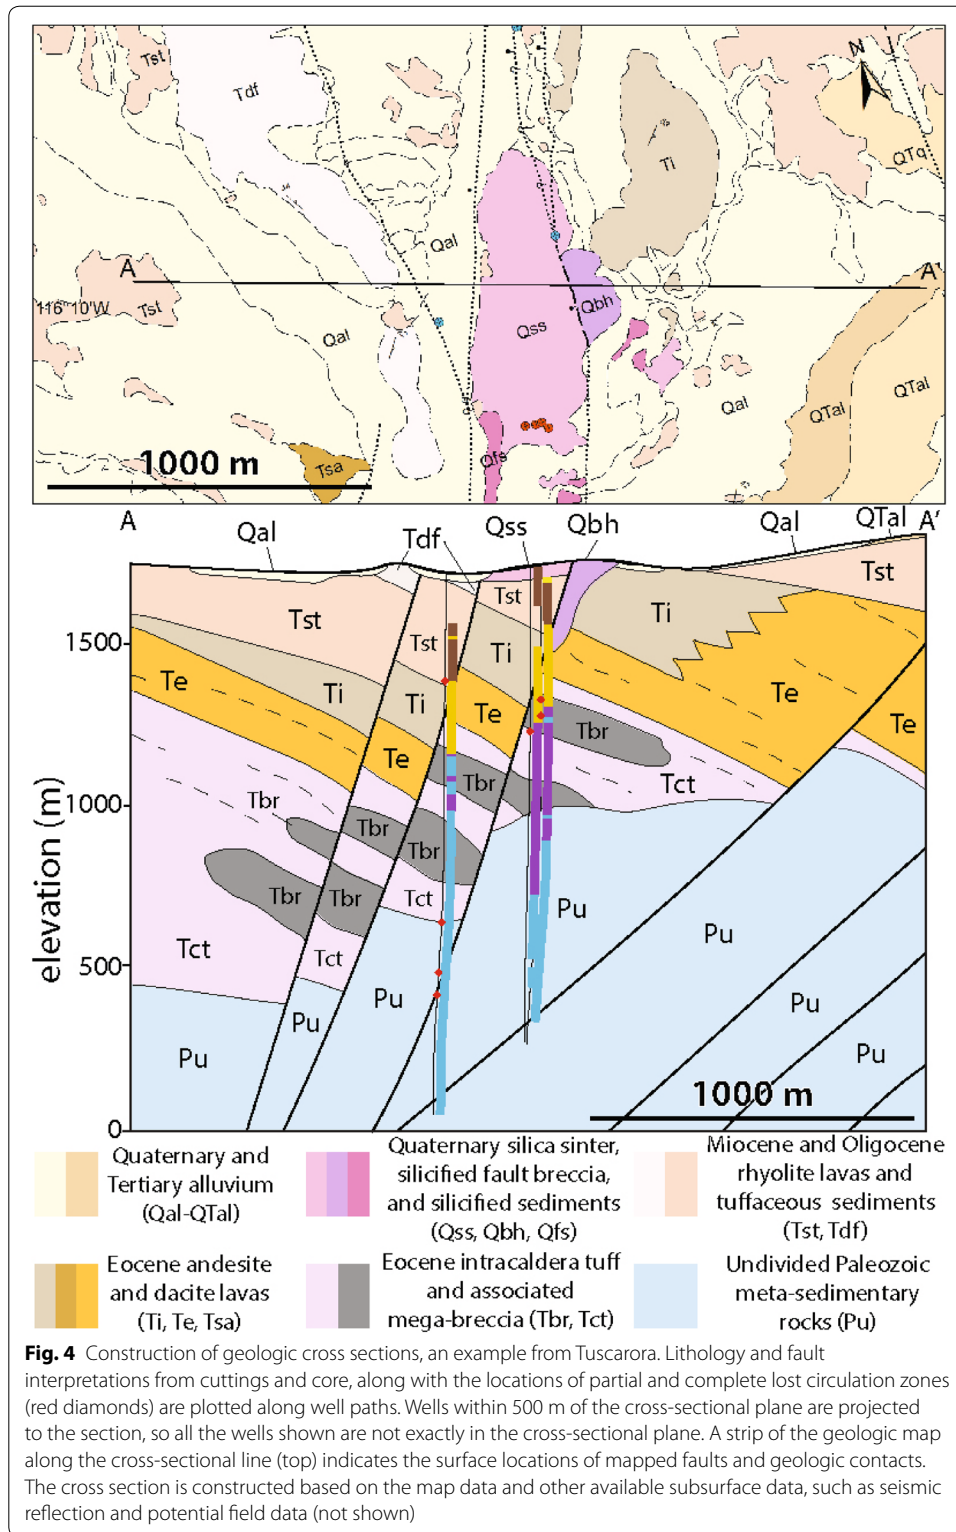 Tst
Tdf
N
Ti
QTq
Qal
A
A'
116° 10'W
Tst
Qbh
Qss
Qal
Qal
QTal
QTal
1000 m
Tsa
Qfs
A
Qal
Tdf
Qss
Qbh
Qal
QTal
A'
Tst
Tst
Tst
Tst
1500
Ti
Ti
Ti
Ti
Te
Te
Te
Te
Te
Tbr
Tct
1000
Tbr
Tbr
Tbr
Tbr
Tbr
Tbr
Tct
Tct
Tct
elevation (m)
500
Pu
Pu
Pu
Pu
Pu
Pu
Pu
1000 m
0
Quaternary and
Tertiary alluvium
(Qal-QTal)
Quaternary silica sinter,
silicified fault breccia,
and silicified sediments
(Qss, Qbh, Qfs)
Miocene and Oligocene
rhyolite lavas and
tuffaceous sediments
(Tst, Tdf)
Eocene andesite
and dacite lavas
(Ti, Te, Tsa)
Eocene intracaldera tuff
and associated
mega-breccia (Tbr, Tct)
Undivided Paleozoic
meta-sedimentary
rocks (Pu)
Fig. 4 Construction of geologic cross sections, an example from Tuscarora. Lithology and fault
interpretations from cuttings and core, along with the locations of partial and complete lost circulation zones
(red diamonds) are plotted along well paths. Wells within 500 m of the cross-sectional plane are projected
to the section, so all the wells shown are not exactly in the cross-sectional plane. A strip of the geologic map
along the cross-sectional line (top) indicates the surface locations of mapped faults and geologic contacts.
The cross section is constructed based on the map data and other available subsurface data, such as seismic
reflection and potential field data (not shown)